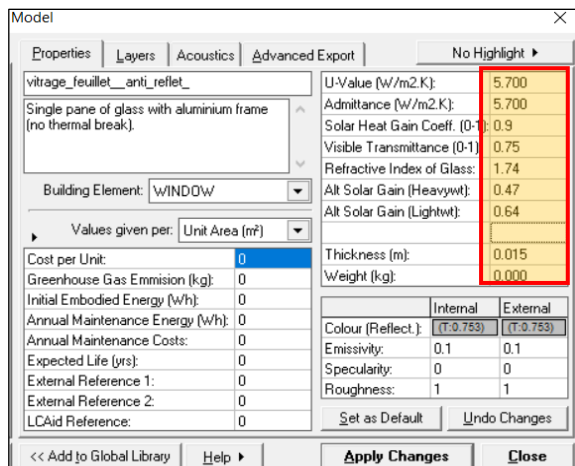 Model
Properties Layers Acoustics Advanced Export No Highlight
vitrage_feuillet__anti_reflet_
Single pane of glass with aluminium frame
(no thermal break).
Building Element: WINDOW
Values given per: Unit Area (m²)
Cost per Unit: 0
Greenhouse Gas Emmision (kg): 0
Initial Embodied Energy (Wh): 0
Annual Maintenance Energy (Wh): 0
Annual Maintenance Costs: 0
Expected Life (yrs): 0
External Reference 1: 0
External Reference 2: 0
LCAid Reference: 0
U-Value (W/m2.K): 5.700
Admittance (W/m2.K): 5.700
Solar Heat Gain Coeff. (0-1): 0.9
Visible Transmittance (0-1): 0.75
Refractive Index of Glass: 1.74
Alt Solar Gain (Heavywt): 0.47
Alt Solar Gain (Lightwt): 0.64
Thickness (m): 0.015
Weight (kg): 0.000
Internal External
Colour (Reflect.): (T:0.753) (T:0.753)
Emissivity: 0.1 0.1
Specularity: 0 0
Roughness: 1 1
Set as Default Undo Changes
<< Add to Global Library Help Apply Changes Close